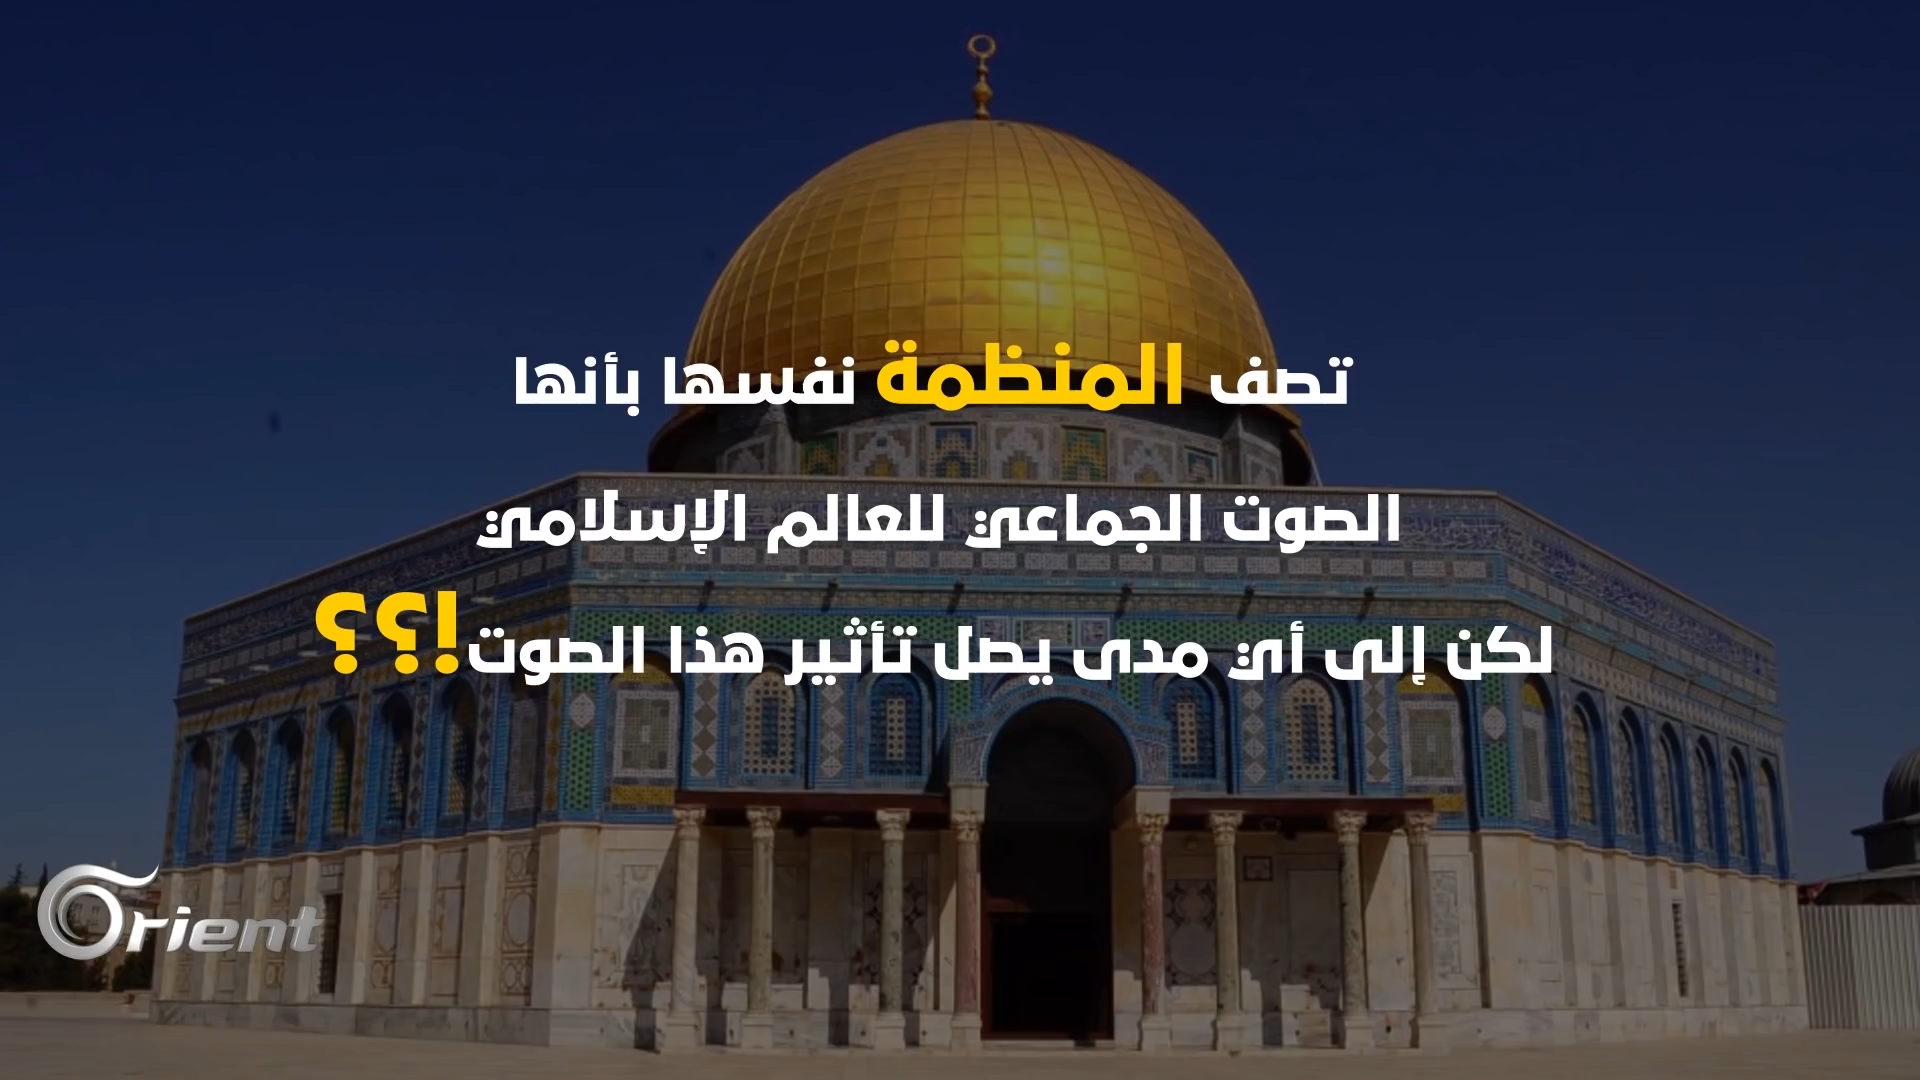 تصف المنظمة نفسها بأنها
الصوت الجماعي للعالم الإسلامي
لكن إلى أي مدى يصل تأثير هذا الصوت!؟؟
Orient